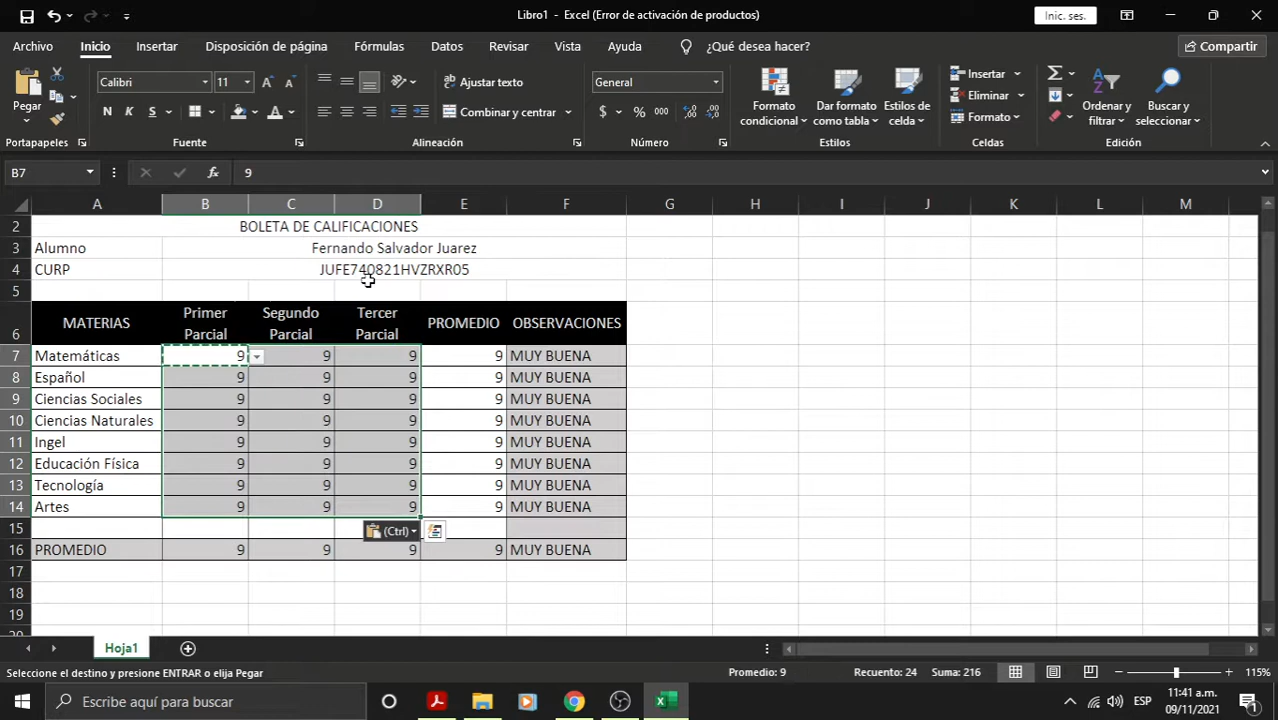 Libro1 - Excel (Error de activación de productos)
Inic. ses.
Archivo Inicio Insertar Disposición de página Fórmulas Datos Revisar Vista Ayuda ¿Qué desea hacer? Compartir
Pegar
Calibri 11
N K S
Ajustar texto
Combinar y centrar
General
$ % 000
Formato condicional
Dar formato como tabla
Estilos de celda
Insertar
Eliminar
Formato
Ordenar y filtrar
Buscar y seleccionar
Portapapeles Fuente Alineación Número Estilos Celdas Edición
B7 fx 9
A B C D E F G H I J K L M
2 BOLETA DE CALIFICACIONES
3 Alumno Fernando Salvador Juarez
4 CURP JUFE740821HVZRXR05
5
6 MATERIAS Primer Parcial Segundo Parcial Tercer Parcial PROMEDIO OBSERVACIONES
7 Matemáticas 9 9 9 9 MUY BUENA
8 Español 9 9 9 9 MUY BUENA
9 Ciencias Sociales 9 9 9 9 MUY BUENA
10 Ciencias Naturales 9 9 9 9 MUY BUENA
11 Ingel 9 9 9 9 MUY BUENA
12 Educación Física 9 9 9 9 MUY BUENA
13 Tecnología 9 9 9 9 MUY BUENA
14 Artes 9 9 9 9 MUY BUENA
15 (Ctrl)
16 PROMEDIO 9 9 9 9 MUY BUENA
17
18
19
20
Hoja1
Seleccione el destino y presione ENTRAR o elija Pegar Promedio: 9 Recuento: 24 Suma: 216 115%
Escribe aquí para buscar
ESP
11:41 a.m.
09/11/2021
1